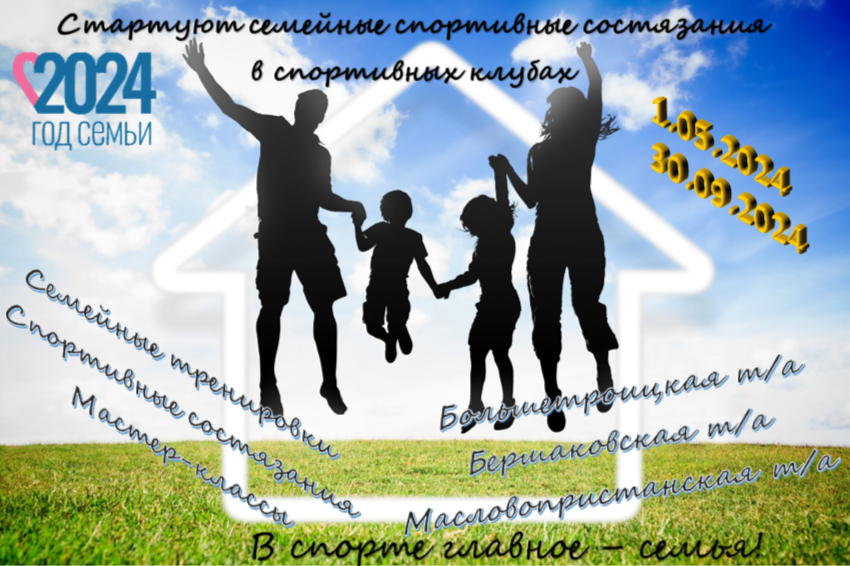 Стартуют семейные спортивные состязания
в спортивных клубах
2024
ГОД СЕМЬИ
1.05.2024
30.09.2024
Семейные тренировки
Спортивные состязания
Мастер-классы
Большетроицкая т/а
Бершаковская т/а
Масловопристанская т/а
В спорте главное – семья!